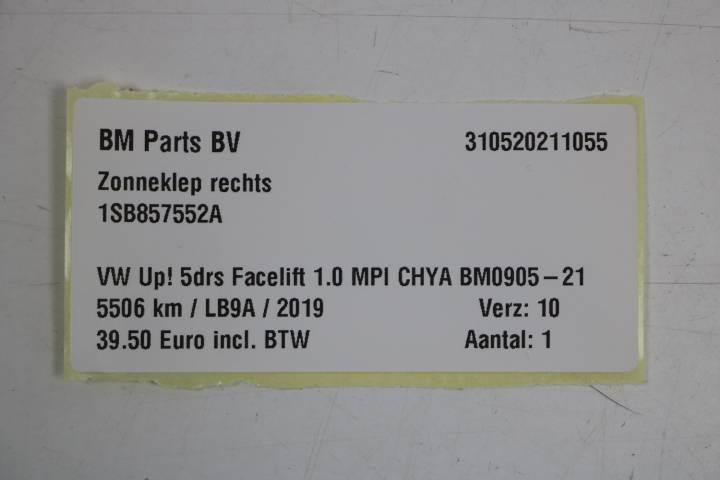 BM Parts BV 310520211055
Zonneklep rechts
1SB857552A
VW Up! 5drs Facelift 1.0 MPI CHYA BM0905-21
5506 km / LB9A / 2019 Verz: 10
39.50 Euro incl. BTW Aantal: 1